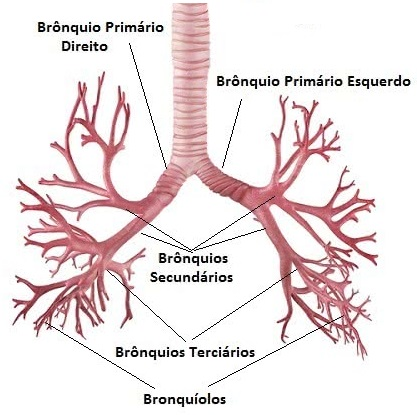 Brônquio Primário
Direito
Brônquio Primário Esquerdo
Brônquios
Secundários
Brônquios Terciários
Bronquíolos